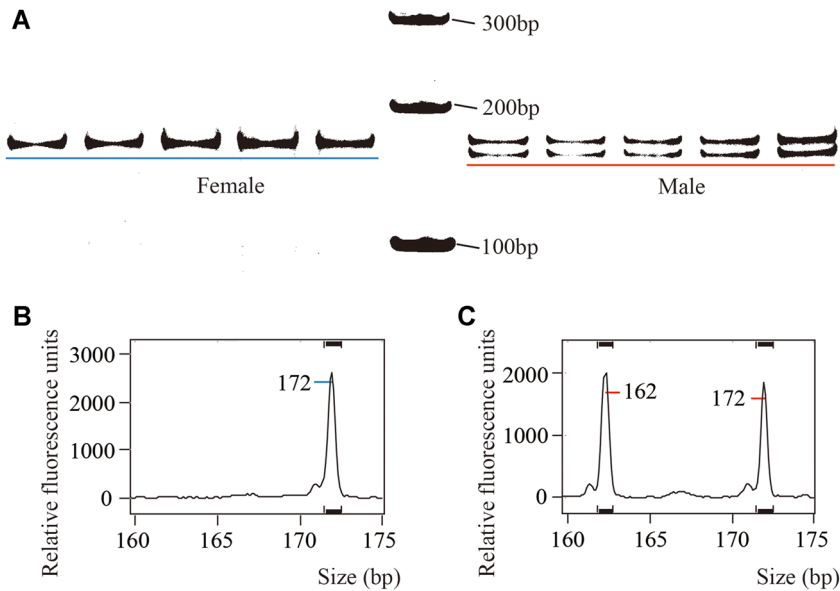 A
300bp
200bp
Female
Male
100bp
B
Relative fluorescence units
3000
2000
1000
0
172
160
165
170
175
Size (bp)
C
Relative fluorescence units
2000
1000
0
162
172
160
165
170
175
Size (bp)